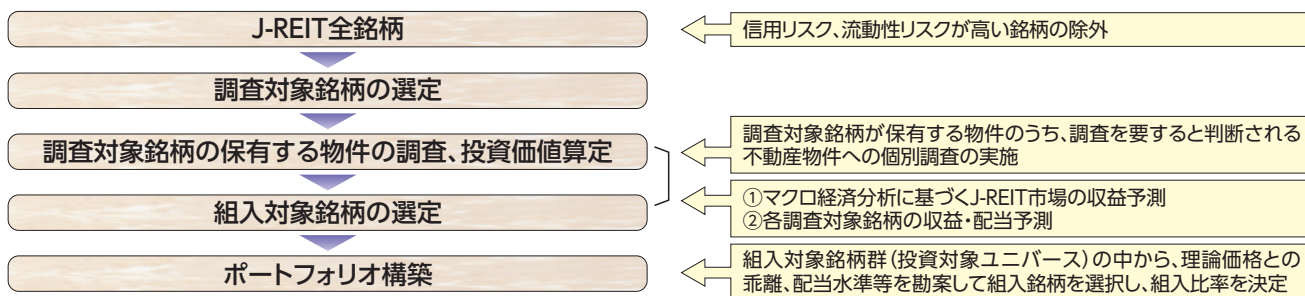 J-REIT全銘柄
信用リスク、流動性リスクが高い銘柄の除外
調査対象銘柄の選定
調査対象銘柄の保有する物件の調査、投資価値算定
調査対象銘柄が保有する物件のうち、調査を要すると判断される
不動産物件への個別調査の実施
組入対象銘柄の選定
①マクロ経済分析に基づくJ-REIT市場の収益予測
②各調査対象銘柄の収益・配当予測
ポートフォリオ構築
組入対象銘柄群(投資対象ユニバース)の中から、理論価格との
乖離、配当水準等を勘案して組入銘柄を選択し、組入比率を決定